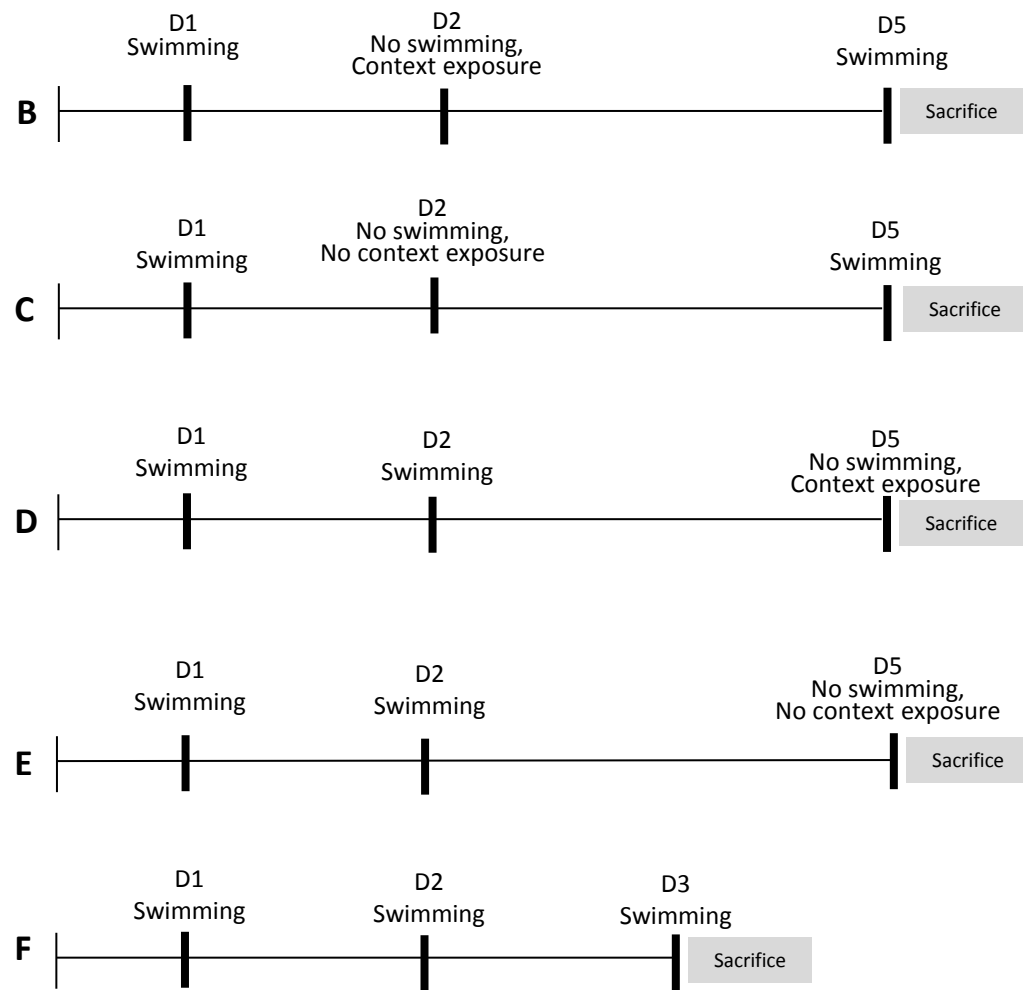 D1
Swimming
D2
No swimming,
Context exposure
D5
Swimming
B
Sacrifice
D1
Swimming
D2
No swimming,
No context exposure
D5
Swimming
C
Sacrifice
D1
Swimming
D2
Swimming
D5
No swimming,
Context exposure
D
Sacrifice
D1
Swimming
D2
Swimming
D5
No swimming,
No context exposure
E
Sacrifice
D1
Swimming
D2
Swimming
D3
Swimming
F
Sacrifice